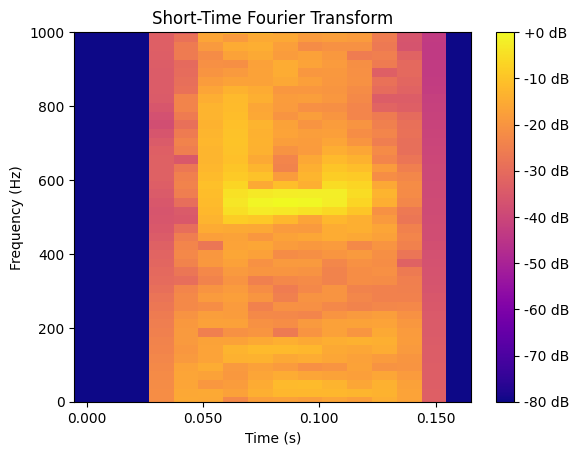 Short-Time Fourier Transform
1000
800
600
400
200
0
Frequency (Hz)
0.000
0.050
0.100
0.150
Time (s)
+0 dB
-10 dB
-20 dB
-30 dB
-40 dB
-50 dB
-60 dB
-70 dB
-80 dB